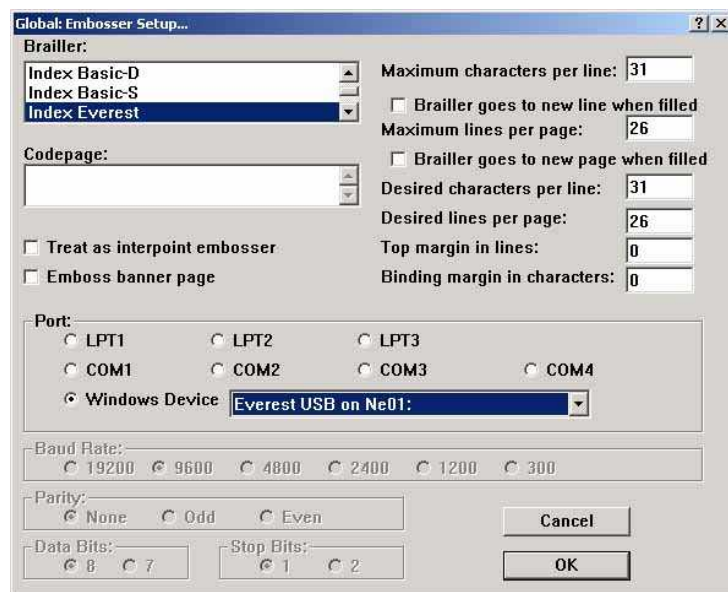 Global: Embosser Setup...
Brailler:
Index Basic-D
Index Basic-S
Index Everest
Codepage:
Treat as interpoint embosser
Emboss banner page
Maximum characters per line: 31
Brailler goes to new line when filled
Maximum lines per page: 26
Brailler goes to new page when filled
Desired characters per line: 31
Desired lines per page: 26
Top margin in lines: 0
Binding margin in characters: 0
Port:
LPT1 LPT2 LPT3
COM1 COM2 COM3 COM4
Windows Device Everest USB on Ne01:
Baud Rate:
19200 9600 4800 2400 1200 300
Parity:
None Odd Even
Data Bits:
8 7
Stop Bits:
1 2
Cancel
OK